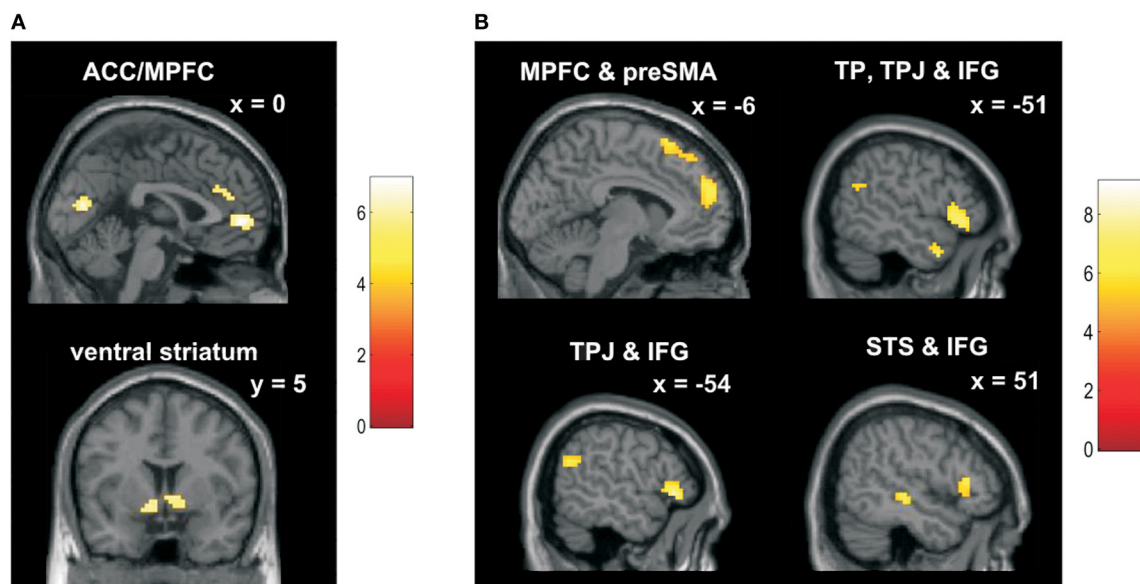 A
ACC/MPFC
x = 0
ventral striatum
y = 5
6
4
2
0
B
MPFC & preSMA
x = -6
TP, TPJ & IFG
x = -51
TPJ & IFG
x = -54
STS & IFG
x = 51
8
6
4
2
0